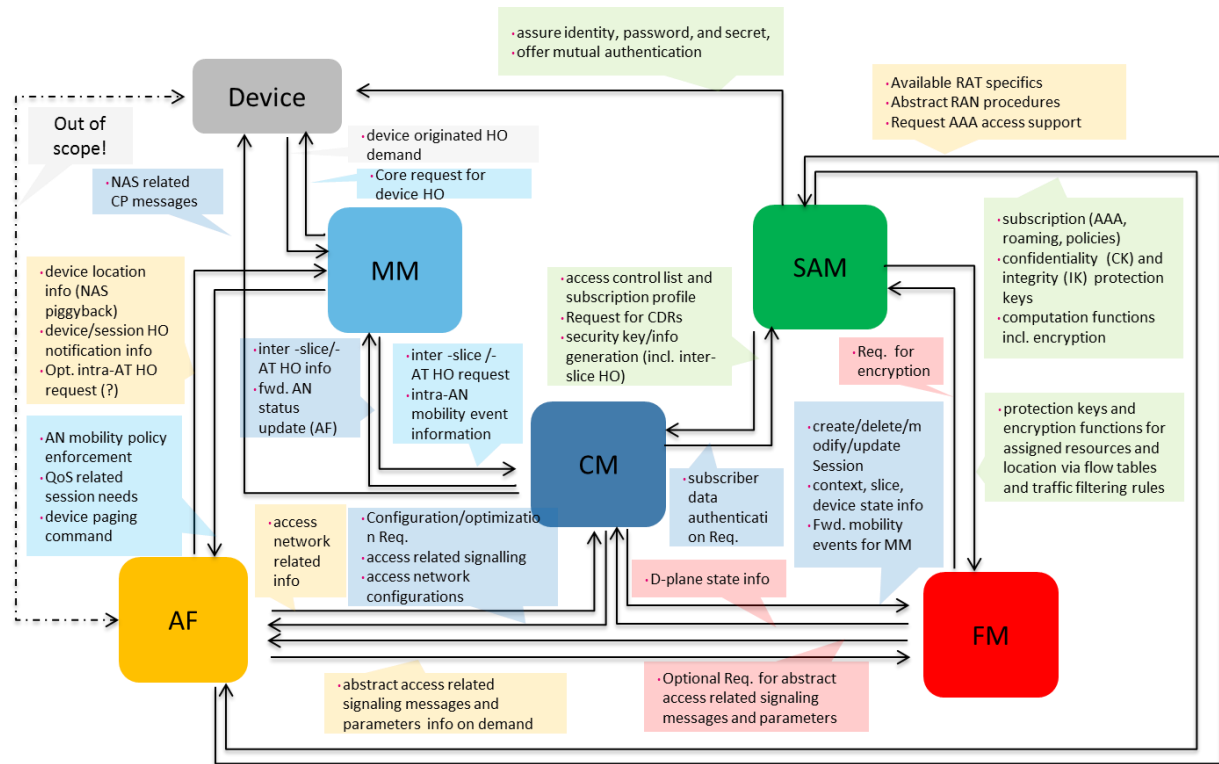 ·assure identity, password, and secret,
·offer mutual authentication
Device
·Available RAT specifics
·Abstract RAN procedures
·Request AAA access support
Out of
scope!
·device originated HO
demand
·Core request for
device HO
·NAS related
CP messages
MM
SAM
·subscription (AAA,
roaming, policies)
·confidentiality (CK) and
integrity (IK) protection
keys
·computation functions
incl. encryption
·device location
info (NAS
piggyback)
·device/session HO
notification info
·Opt. intra-AT HO
request (?)
·access control list and
subscription profile
·Request for CDRs
·security key/info
generation (incl. inter-
slice HO)
·inter -slice/-
AT HO info
·fwd. AN
status
update (AF)
·inter -slice /-
AT HO request
·intra-AN
mobility event
information
·Req. for
encryption
·AN mobility policy
enforcement
·QoS related
session needs
·device paging
command
CM
·create/delete/m
odify/update
Session
·context, slice,
device state info
·Fwd. mobility
events for MM
·protection keys and
encryption functions for
assigned resources and
location via flow tables
and traffic filtering rules
·subscriber
data
authenticati
on Req.
·access
network
related
info
·Configuration/optimizatio
n Req.
·access related signalling
·access network
configurations
·D-plane state info
AF
FM
·abstract access related
signaling messages and
parameters info on demand
·Optional Req. for abstract
access related signaling
messages and parameters